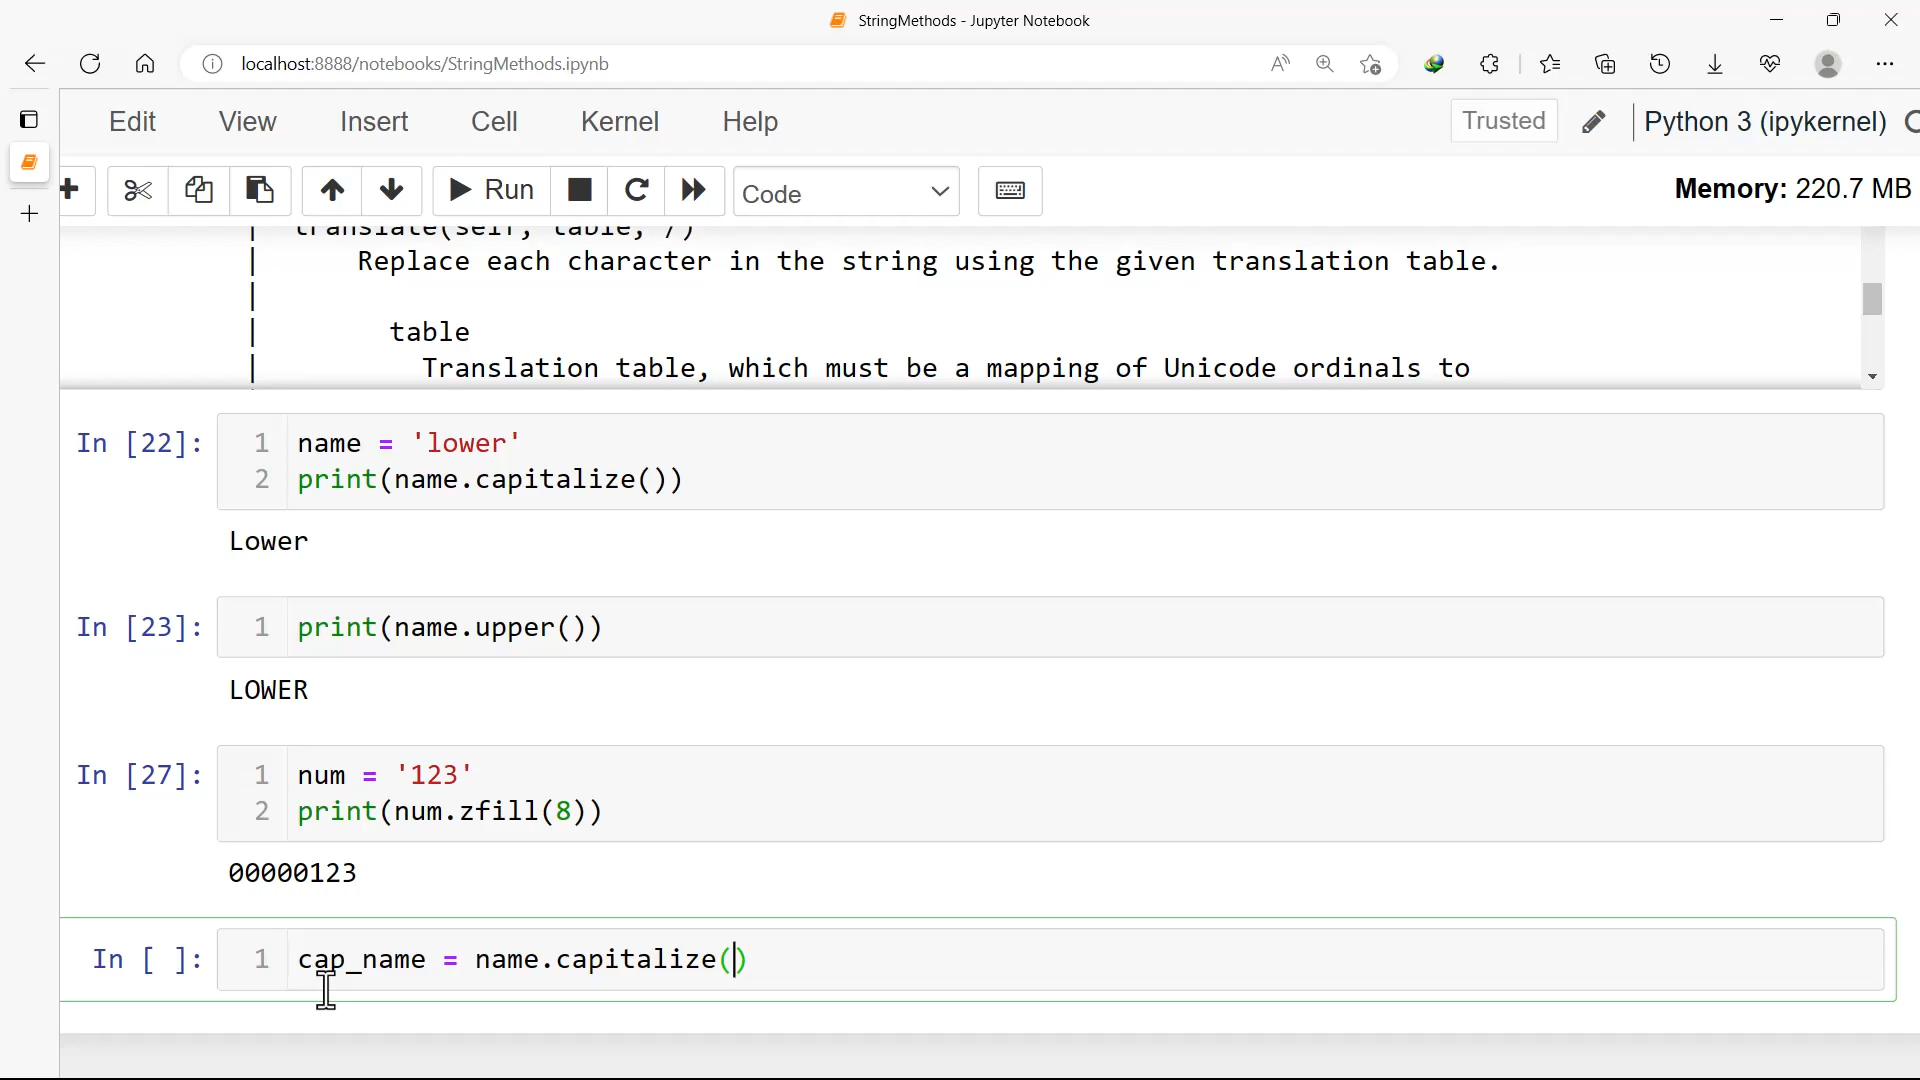 StringMethods - Jupyter Notebook
localhost:8888/notebooks/StringMethods.ipynb
Edit View Insert Cell Kernel Help Trusted Python 3 (ipykernel)
Run Code Memory: 220.7 MB
translate(self, table, /)
Replace each character in the string using the given translation table.
table
Translation table, which must be a mapping of Unicode ordinals to
In [22]: 1 name = 'lower'
2 print(name.capitalize())
Lower
In [23]: 1 print(name.upper())
LOWER
In [27]: 1 num = '123'
2 print(num.zfill(8))
00000123
In [ ]: 1 cap_name = name.capitalize()